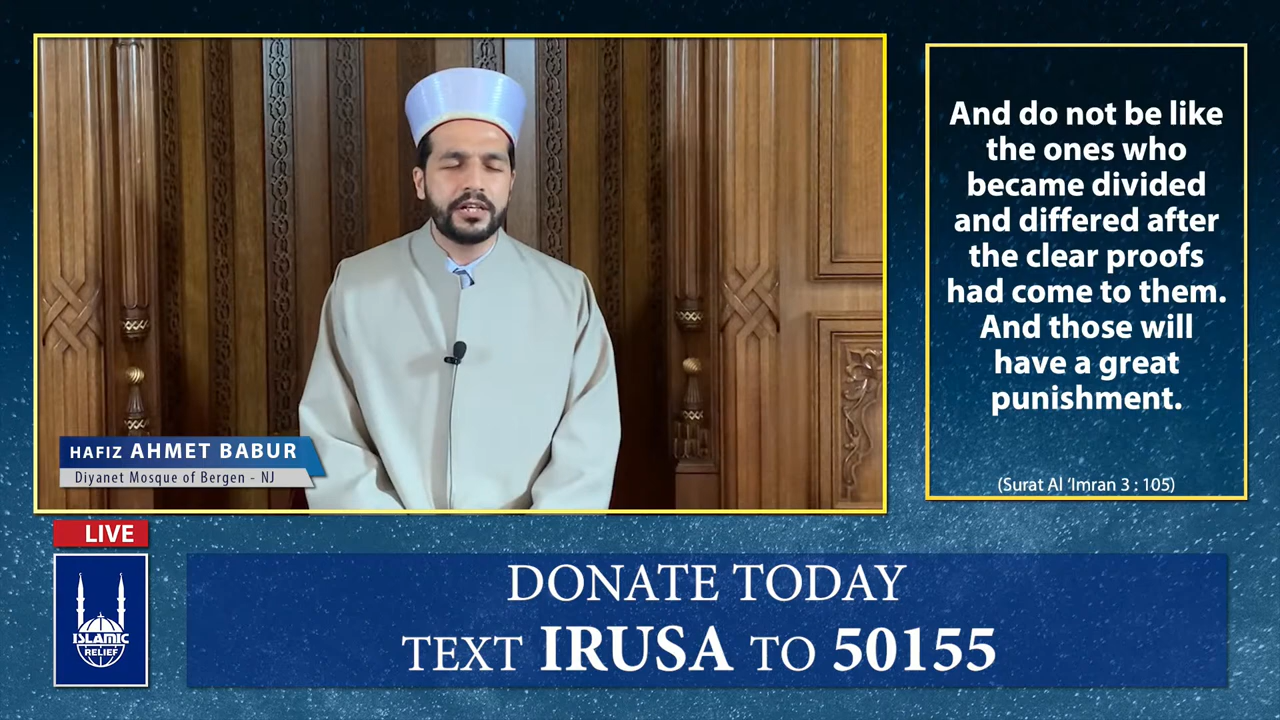 And do not be like
the ones who
became divided
and differed after
the clear proofs
had come to them.
And those will
have a great
punishment.
(Surat Al ‘Imran 3 : 105)
HAFIZ AHMET BABUR
Diyanet Mosque of Bergen - NJ
LIVE
ISLAMIC
RELIEF
DONATE TODAY
TEXT IRUSA TO 50155